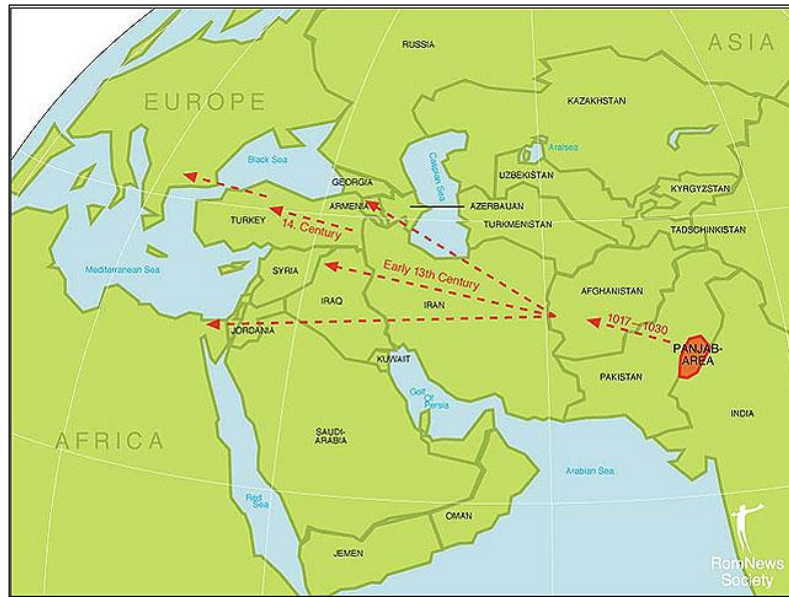 RUSSIA
ASIA
EUROPE
KAZAKHSTAN
Black Sea
Caspian Sea
Aralsea
UZBEKISTAN
GEORGIA
KYRGYZSTAN
ARMENIA
AZERBAIJAN
TURKMENISTAN
TADSCHINKISTAN
TURKEY
14. Century
Mediterranean Sea
SYRIA
Early 13th Century
AFGHANISTAN
IRAQ
IRAN
1017 – 1030
JORDANIA
PANJAB-
AREA
KUWAIT
PAKISTAN
Golf
Of
Persia
INDIA
AFRICA
SAUDI-
ARABIA
Arabian Sea
Red
Sea
OMAN
JEMEN
RomNews
Society